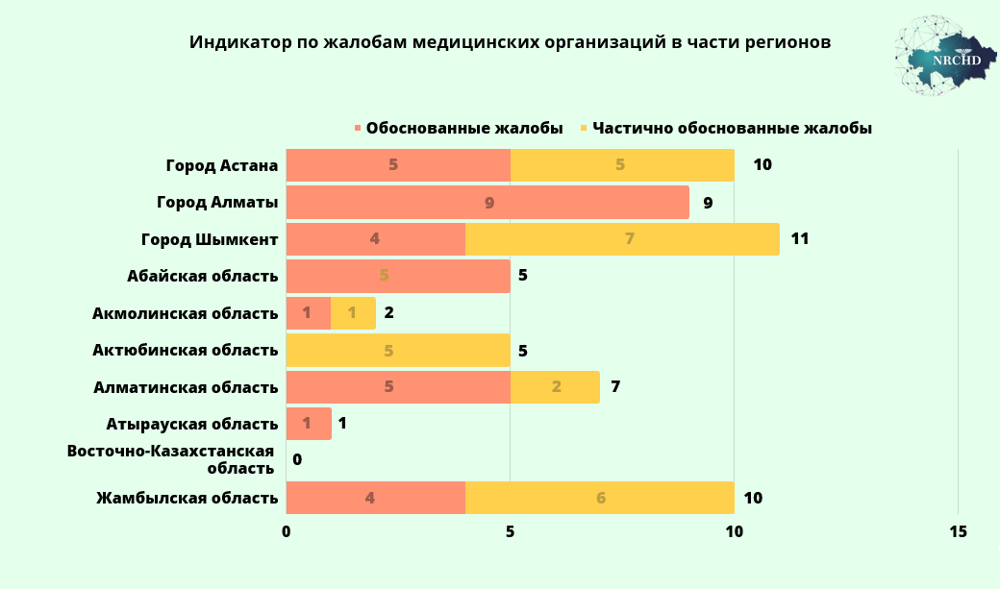 Индикатор по жалобам медицинских организаций в части регионов
NRCHD
Обоснованные жалобы Частично обоснованные жалобы
Город Астана 5 5 10
Город Алматы 9 9
Город Шымкент 4 7 11
Абайская область 5 5
Акмолинская область 1 1 2
Актюбинская область 5 5
Алматинская область 5 2 7
Атырауская область 1 1
Восточно-Казахстанская
область 0
Жамбылская область 4 6 10
0 5 10 15